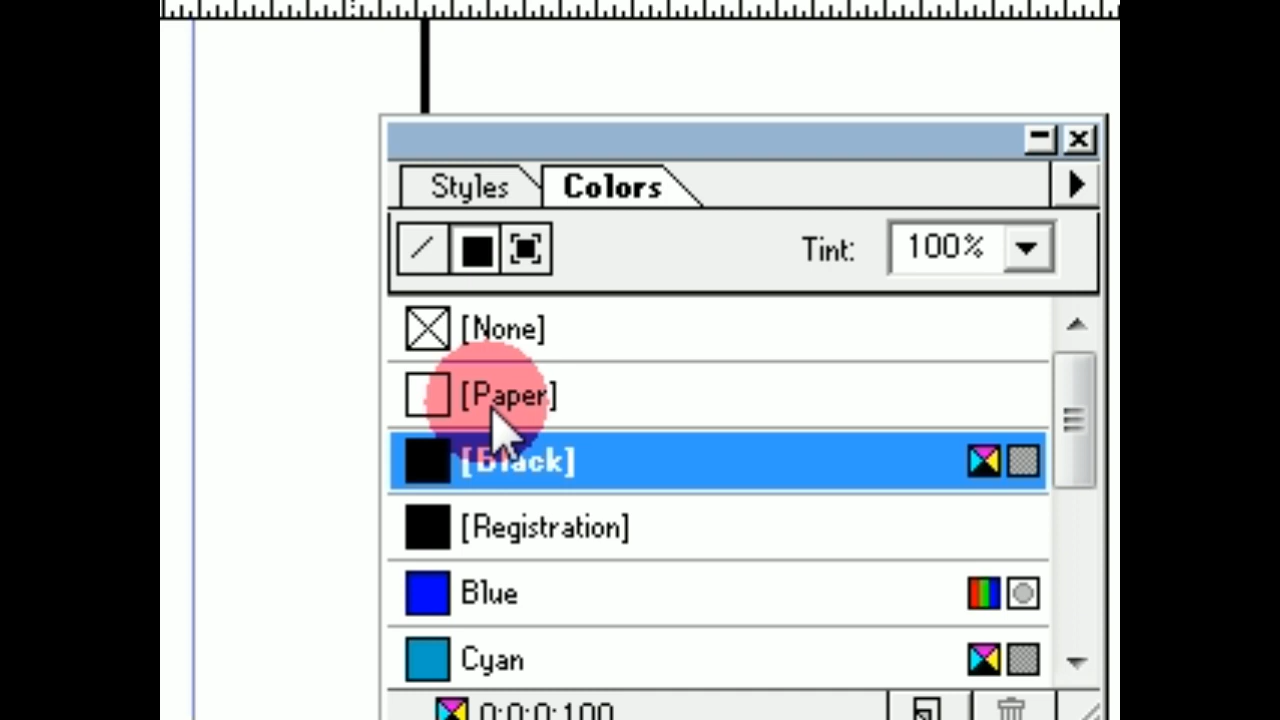 Styles Colors
Tint: 100%
[None]
[Paper]
[Black]
[Registration]
Blue
Cyan
0:0:0:100